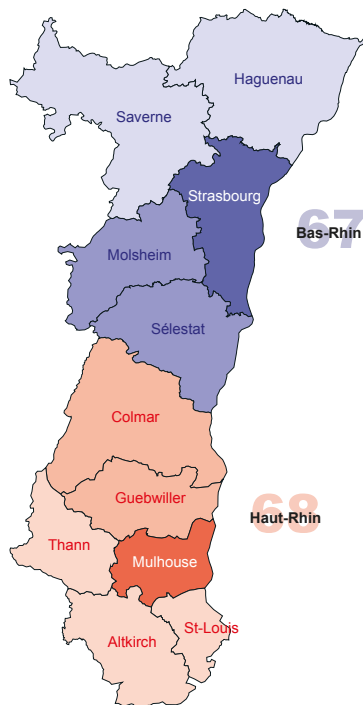 Haguenau
Saverne
Strasbourg
67
Bas-Rhin
Molsheim
Sélestat
Colmar
Guebwiller
68
Haut-Rhin
Thann
Mulhouse
St-Louis
Altkirch